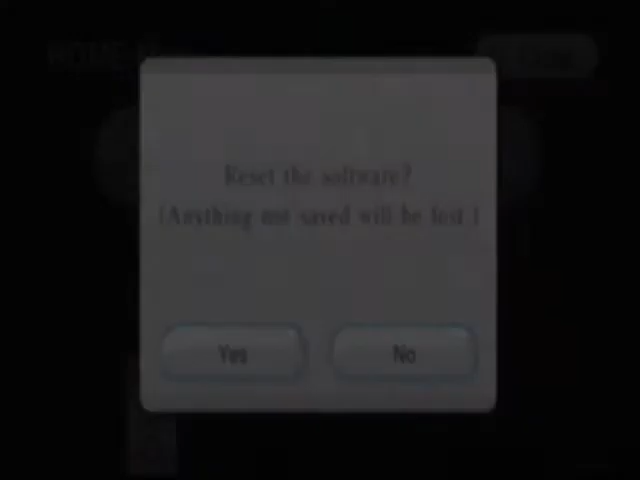 Reset the software?
(Anything not saved will be lost.)
Yes
No